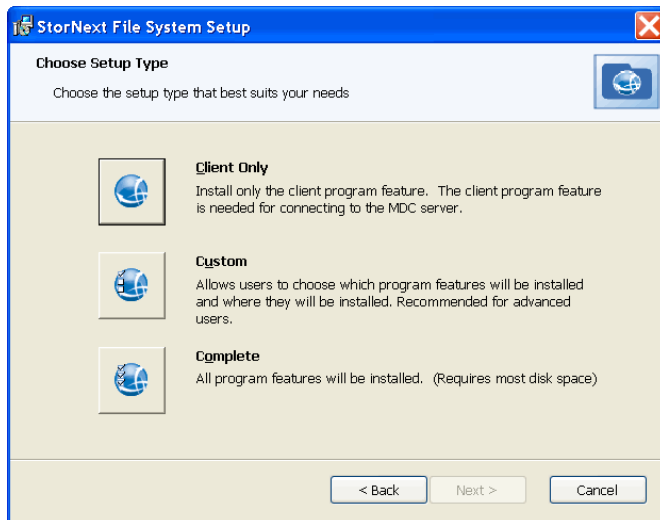 StorNext File System Setup
Choose Setup Type
Choose the setup type that best suits your needs
Client Only
Install only the client program feature. The client program feature
is needed for connecting to the MDC server.
Custom
Allows users to choose which program features will be installed
and where they will be installed. Recommended for advanced
users.
Complete
All program features will be installed. (Requires most disk space)
< Back
Next >
Cancel